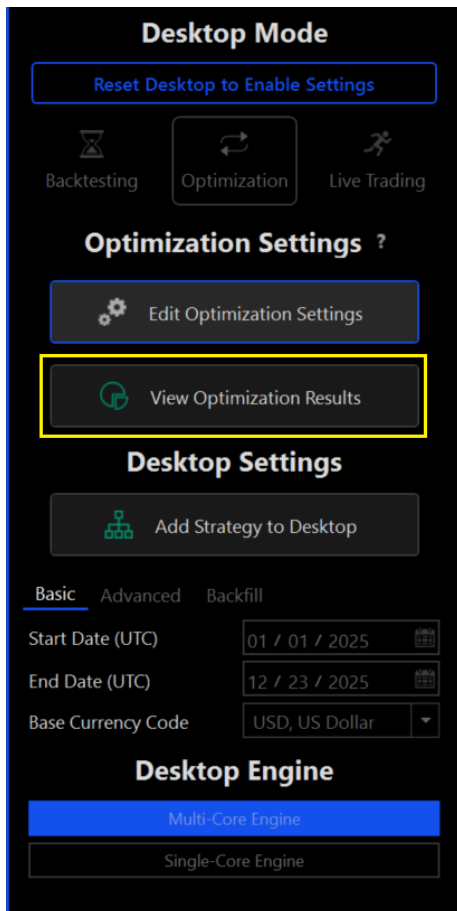 Desktop Mode
Reset Desktop to Enable Settings
Backtesting Optimization Live Trading
Optimization Settings ?
Edit Optimization Settings
View Optimization Results
Desktop Settings
Add Strategy to Desktop
Basic Advanced Backfill
Start Date (UTC) 01 / 01 / 2025
End Date (UTC) 12 / 23 / 2025
Base Currency Code USD, US Dollar
Desktop Engine
Multi-Core Engine
Single-Core Engine